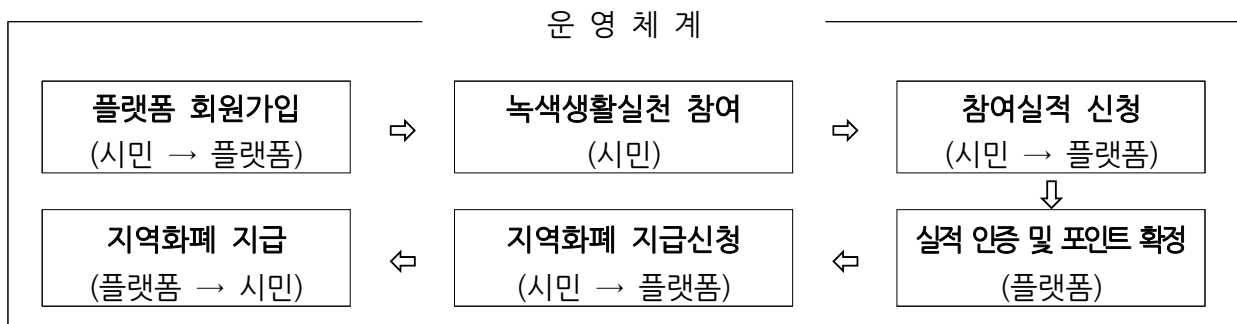 운 영 체 계
플랫폼 회원가입
(시민 → 플랫폼)
⇨
녹색생활실천 참여
(시민)
⇨
참여실적 신청
(시민 → 플랫폼)
⇩
지역화폐 지급
(플랫폼 → 시민)
⇦
지역화폐 지급신청
(시민 → 플랫폼)
⇦
실적 인증 및 포인트 확정
(플랫폼)